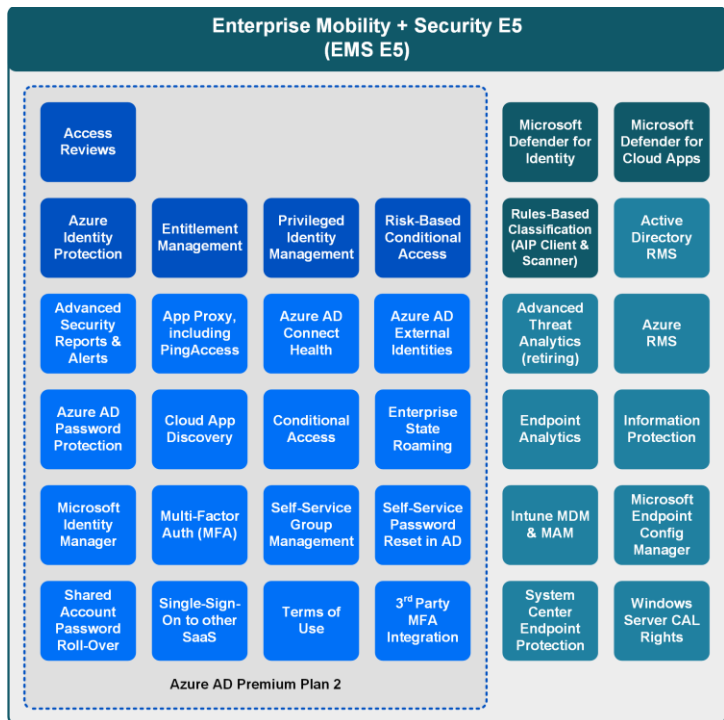 Enterprise Mobility + Security E5
(EMS E5)
Access
Reviews
Microsoft
Defender for
Identity
Microsoft
Defender for
Cloud Apps
Azure
Identity
Protection
Entitlement
Management
Privileged
Identity
Management
Risk-Based
Conditional
Access
Rules-Based
Classification
(AIP Client &
Scanner)
Active
Directory
RMS
Advanced
Security
Reports &
Alerts
App Proxy,
including
PingAccess
Azure AD
Connect
Health
Azure AD
External
Identities
Advanced
Threat
Analytics
(retiring)
Azure
RMS
Azure AD
Password
Protection
Cloud App
Discovery
Conditional
Access
Enterprise
State
Roaming
Endpoint
Analytics
Information
Protection
Microsoft
Identity
Manager
Multi-Factor
Auth (MFA)
Self-Service
Group
Management
Self-Service
Password
Reset in AD
Intune MDM
& MAM
Microsoft
Endpoint
Config
Manager
Shared
Account
Password
Roll-Over
Single-Sign-
On to other
SaaS
Terms of
Use
3rd Party
MFA
Integration
System
Center
Endpoint
Protection
Windows
Server CAL
Rights
Azure AD Premium Plan 2